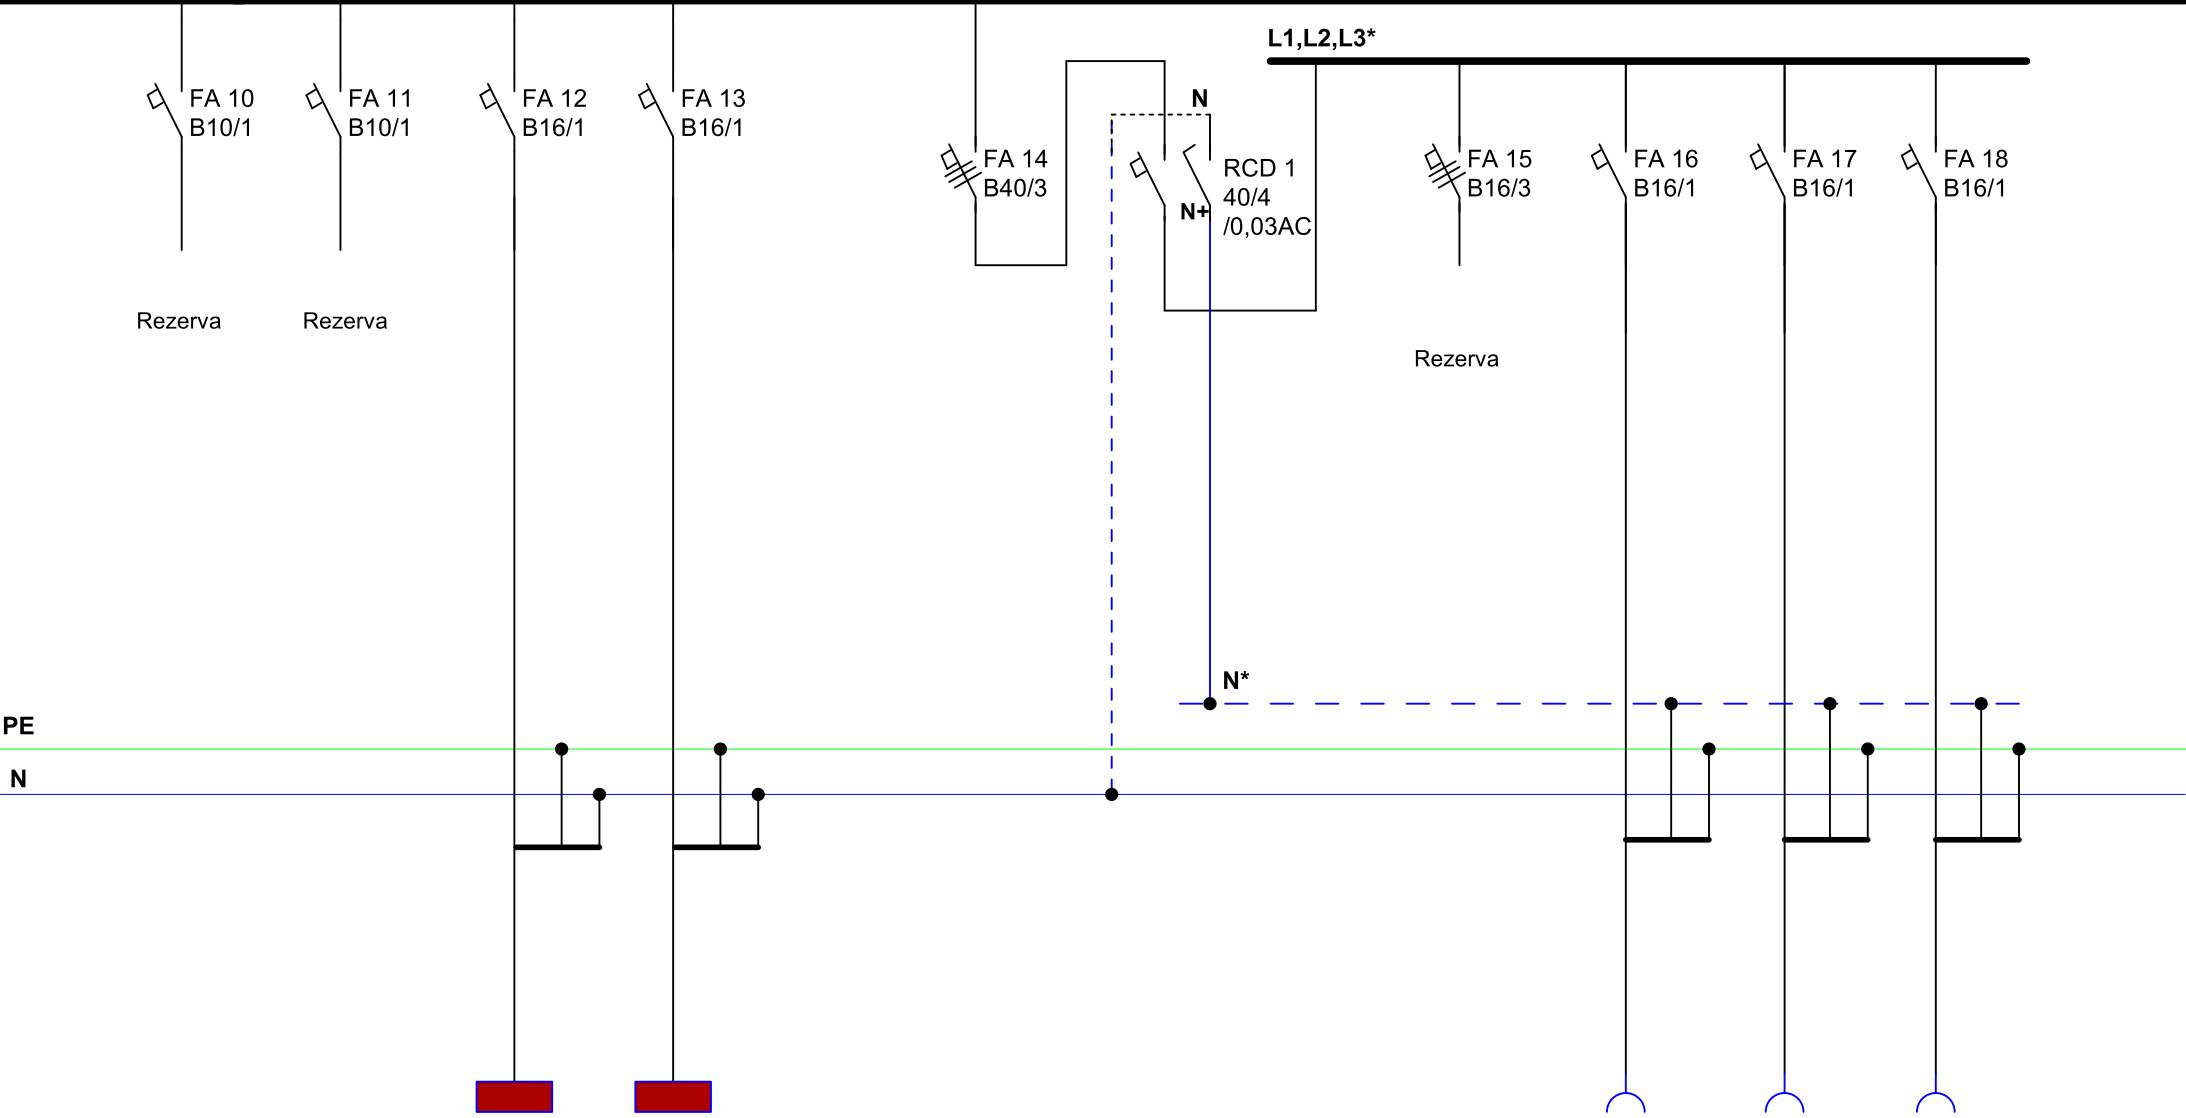 L1,L2,L3*
FA 10
B10/1
FA 11
B10/1
FA 12
B16/1
FA 13
B16/1
N
FA 14
B40/3
RCD 1
40/4
/0,03AC
N+
FA 15
B16/3
FA 16
B16/1
FA 17
B16/1
FA 18
B16/1
Rezerva
Rezerva
Rezerva
N*
PE
N